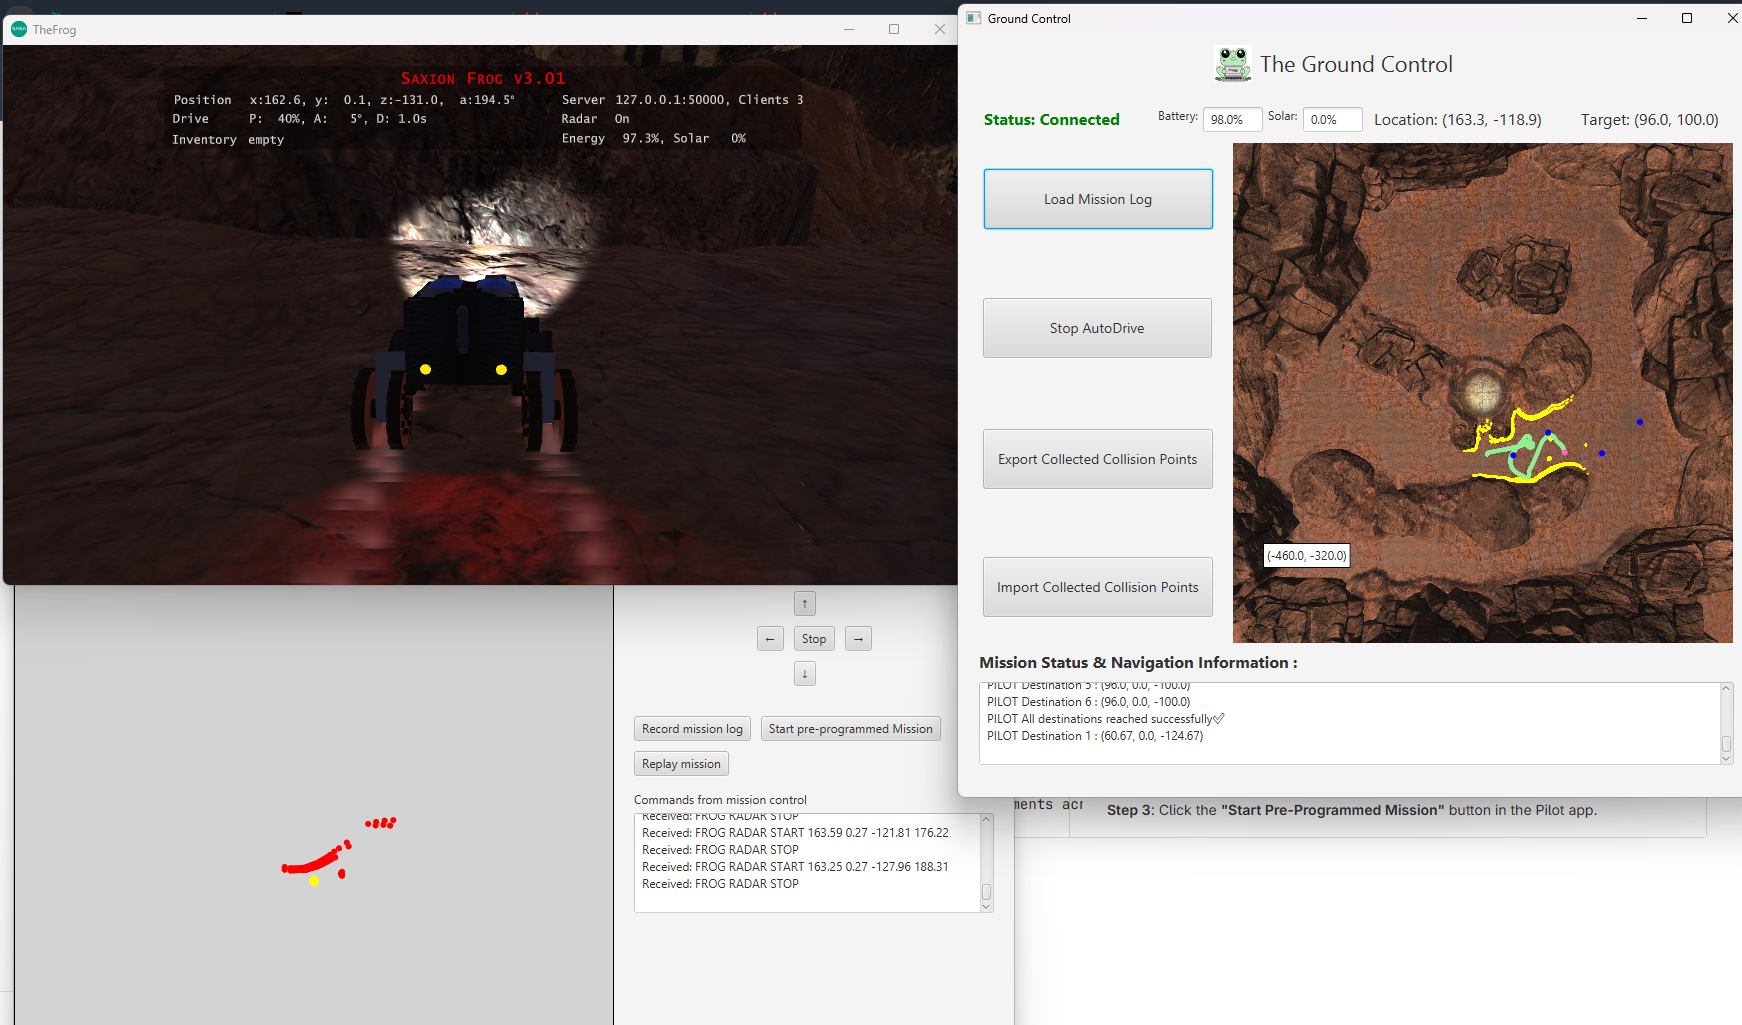 TheFrog
Saxion Frog v3.01
Position x:162.6, y: 0.1, z:-131.0, a:194.5° Server 127.0.0.1:50000, Clients 3
Drive P: 40%, A: 5°, D: 1.0s Radar On
Inventory empty Energy 97.3%, Solar 0%
Ground Control
The Ground Control
Status: Connected Battery: 98.0% Solar: 0.0% Location: (163.3, -118.9) Target: (96.0, 100.0)
Load Mission Log
Stop AutoDrive
Export Collected Collision Points
Import Collected Collision Points
(-460.0, -320.0)
Mission Status & Navigation Information :
PILOT Destination 5 : (96.0, 0.0, -100.0)
PILOT Destination 6 : (96.0, 0.0, -100.0)
PILOT All destinations reached successfully✅
PILOT Destination 1 : (60.67, 0.0, -124.67)
↑
← Stop →
↓
Record mission log Start pre-programmed Mission
Replay mission
Commands from mission control
Received: FROG RADAR STOP
Received: FROG RADAR START 163.59 0.27 -121.81 176.22
Received: FROG RADAR STOP
Received: FROG RADAR START 163.25 0.27 -127.96 188.31
Received: FROG RADAR STOP
Step 3: Click the "Start Pre-Programmed Mission" button in the Pilot app.